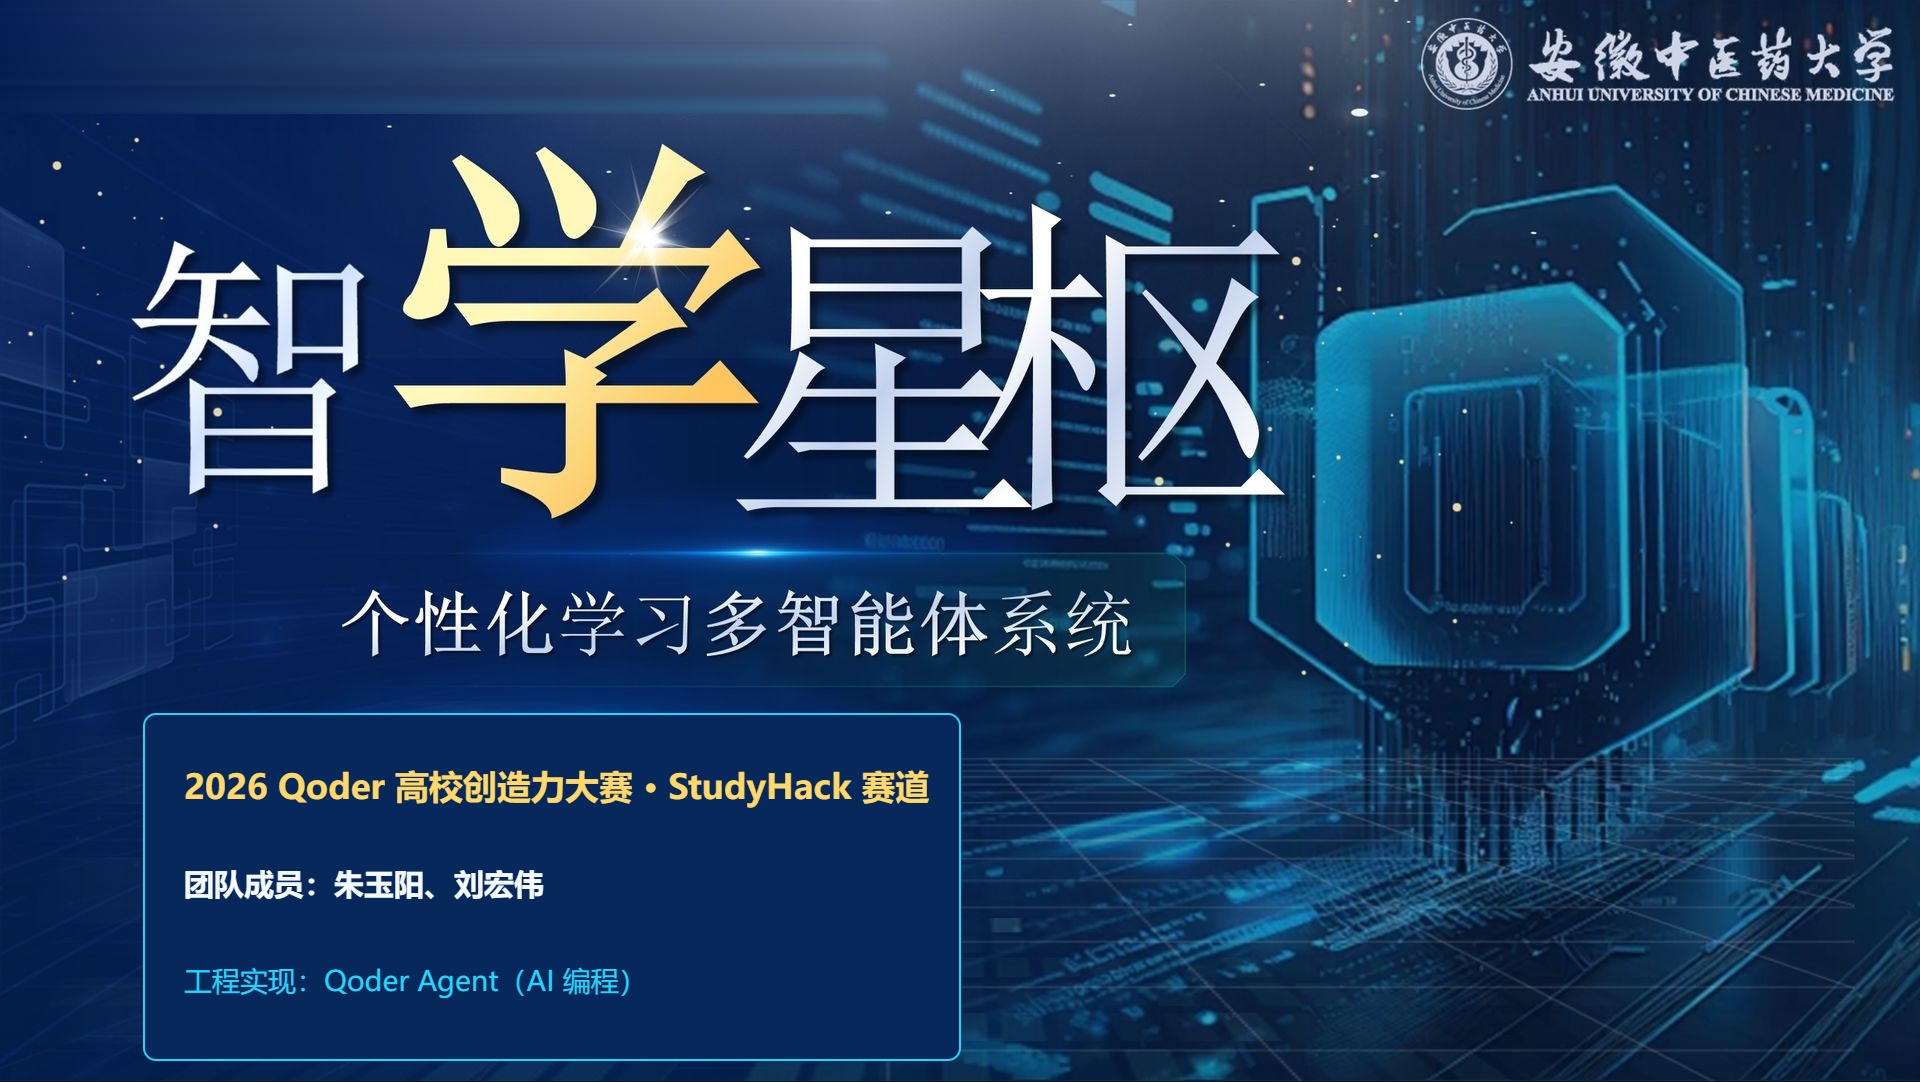 安徽中医药大学
ANHUI UNIVERSITY OF CHINESE MEDICINE
智学星枢
个性化学习多智能体系统
2026 Qoder 高校创造力大赛 • StudyHack 赛道
团队成员：朱玉阳、刘宏伟
工程实现：Qoder Agent（AI 编程）